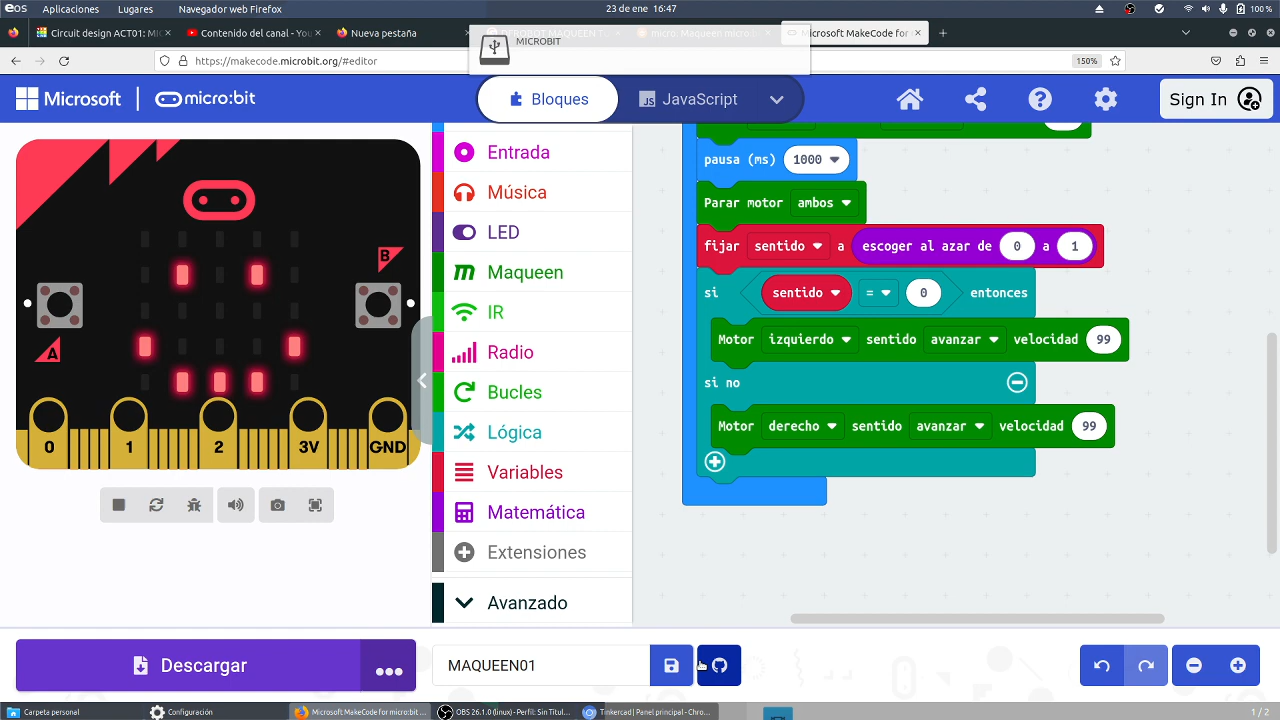 eos Aplicaciones Lugares Navegador web Firefox 23 de ene 16:47 100 %
Circuit design ACT01: MIC × Contenido del canal - You × Nueva pestaña × Microsoft MakeCode for × +
MICROBIT
https://makecode.microbit.org/#editor 150%
Microsoft micro:bit Bloques JS JavaScript ? Sign In
Entrada
Música
LED
Maqueen
IR
Radio
Bucles
Lógica
Variables
Matemática
Extensiones
Avanzado
pausa (ms) 1000
Parar motor ambos
fijar sentido a escoger al azar de 0 a 1
si sentido = 0 entonces
Motor izquierdo sentido avanzar velocidad 99
si no
Motor derecho sentido avanzar velocidad 99
A
B
0 1 2 3V GND
Descargar ••• MAQUEEN01
Carpeta personal Configuración Microsoft MakeCode for micro:bit... OBS 26.1.0 (linux) - Perfil: Sin Titul... Tinkercad | Panel principal - Chro... 1 / 2